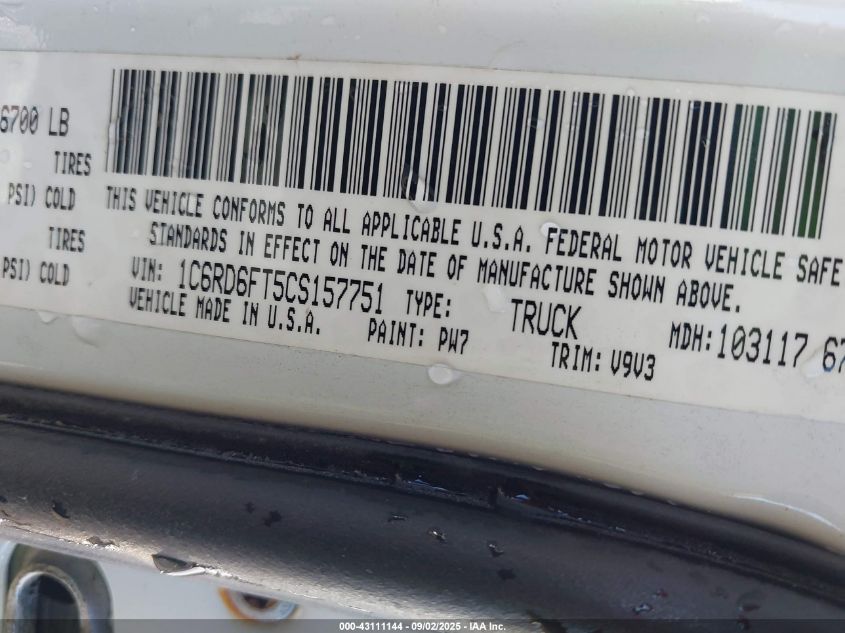 6700 LB
TIRES
PSI) COLD
TIRES
PSI) COLD
THIS VEHICLE CONFORMS TO ALL APPLICABLE U.S.A. FEDERAL MOTOR VEHICLE SAFE
STANDARDS IN EFFECT ON THE DATE OF MANUFACTURE SHOWN ABOVE.
VIN: 1C6RD6FT5CS157751 TYPE: TRUCK MDH: 103117 67
VEHICLE MADE IN U.S.A. PAINT: PW7 TRIM: V9V3
000-43111144 - 09/02/2025 - IAA Inc.